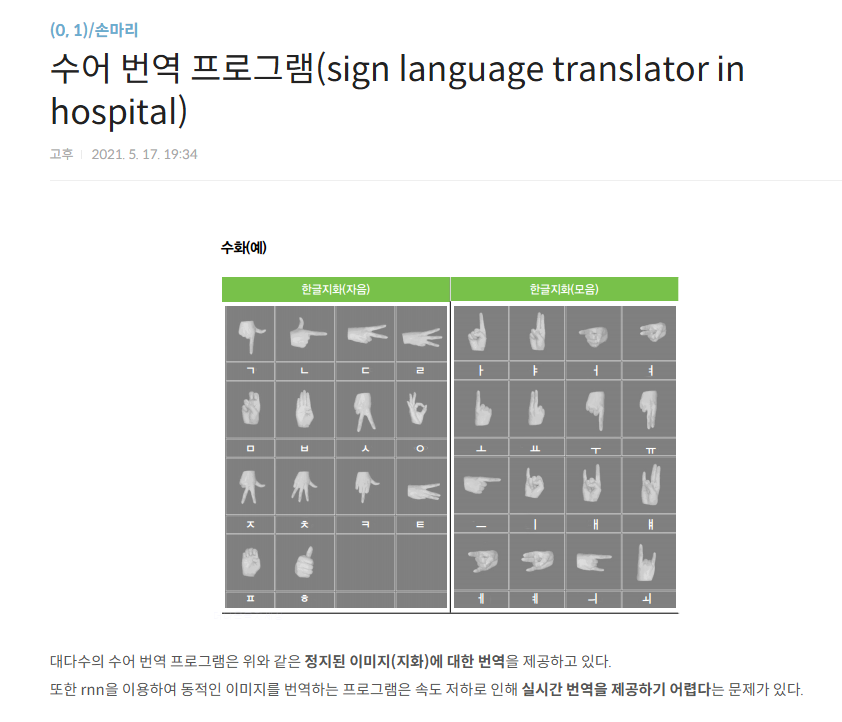 (0, 1)/손마리
수어 번역 프로그램(sign language translator in
hospital)
고후 2021. 5. 17. 19:34
수화(예)
한글지화(자음) 한글지화(모음)
ㄱ ㄴ ㄷ ㄹ ㅏ ㅑ ㅓ ㅕ
ㅁ ㅂ ㅅ ㅇ ㅗ ㅛ ㅜ ㅠ
ㅈ ㅊ ㅋ ㅌ ㅡ ㅣ ㅐ ㅒ
ㅍ ㅎ ㅔ ㅖ ㅢ ㅚ
대다수의 수어 번역 프로그램은 위와 같은 정지된 이미지(지화)에 대한 번역을 제공하고 있다.
또한 rnn을 이용하여 동적인 이미지를 번역하는 프로그램은 속도 저하로 인해 실시간 번역을 제공하기 어렵다는 문제가 있다.